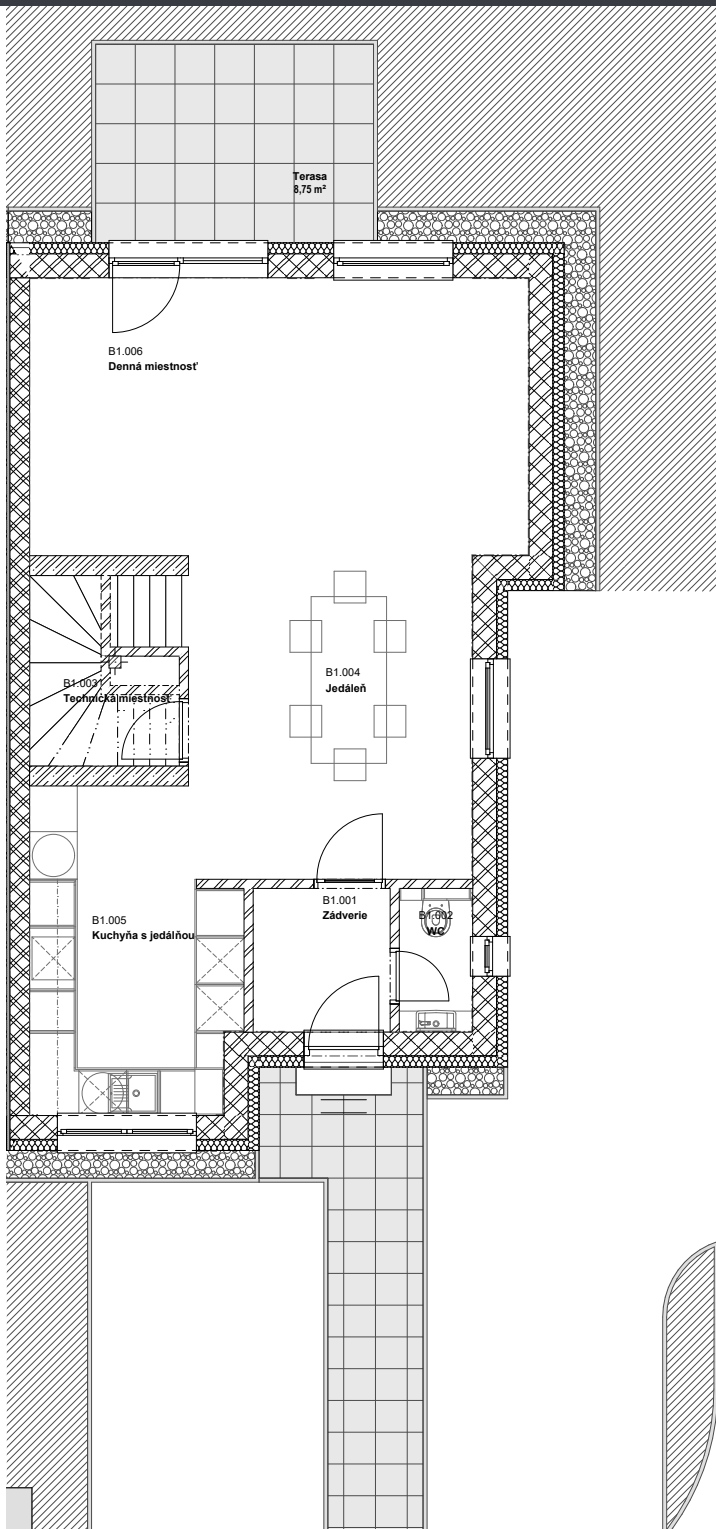 Terasa
8,75 m²
B1.006
Denná miestnosť
B1.004
Jedáleň
B1.003
Technická miestnosť
B1.001
Zádverie
B1.002
WC
B1.005
Kuchyňa s jedálňou